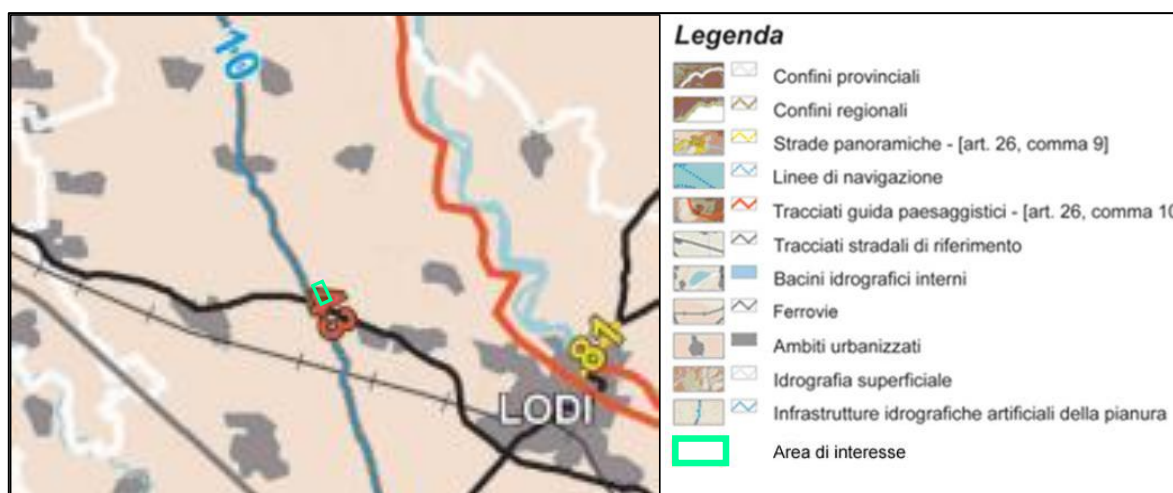 10
LODI
Legenda
Confini provinciali
Confini regionali
Strade panoramiche - [art. 26, comma 9]
Linee di navigazione
Tracciati guida paesaggistici - [art. 26, comma 10
Tracciati stradali di riferimento
Bacini idrografici interni
Ferrovie
Ambiti urbanizzati
Idrografia superficiale
Infrastrutture idrografiche artificiali della pianura
Area di interesse